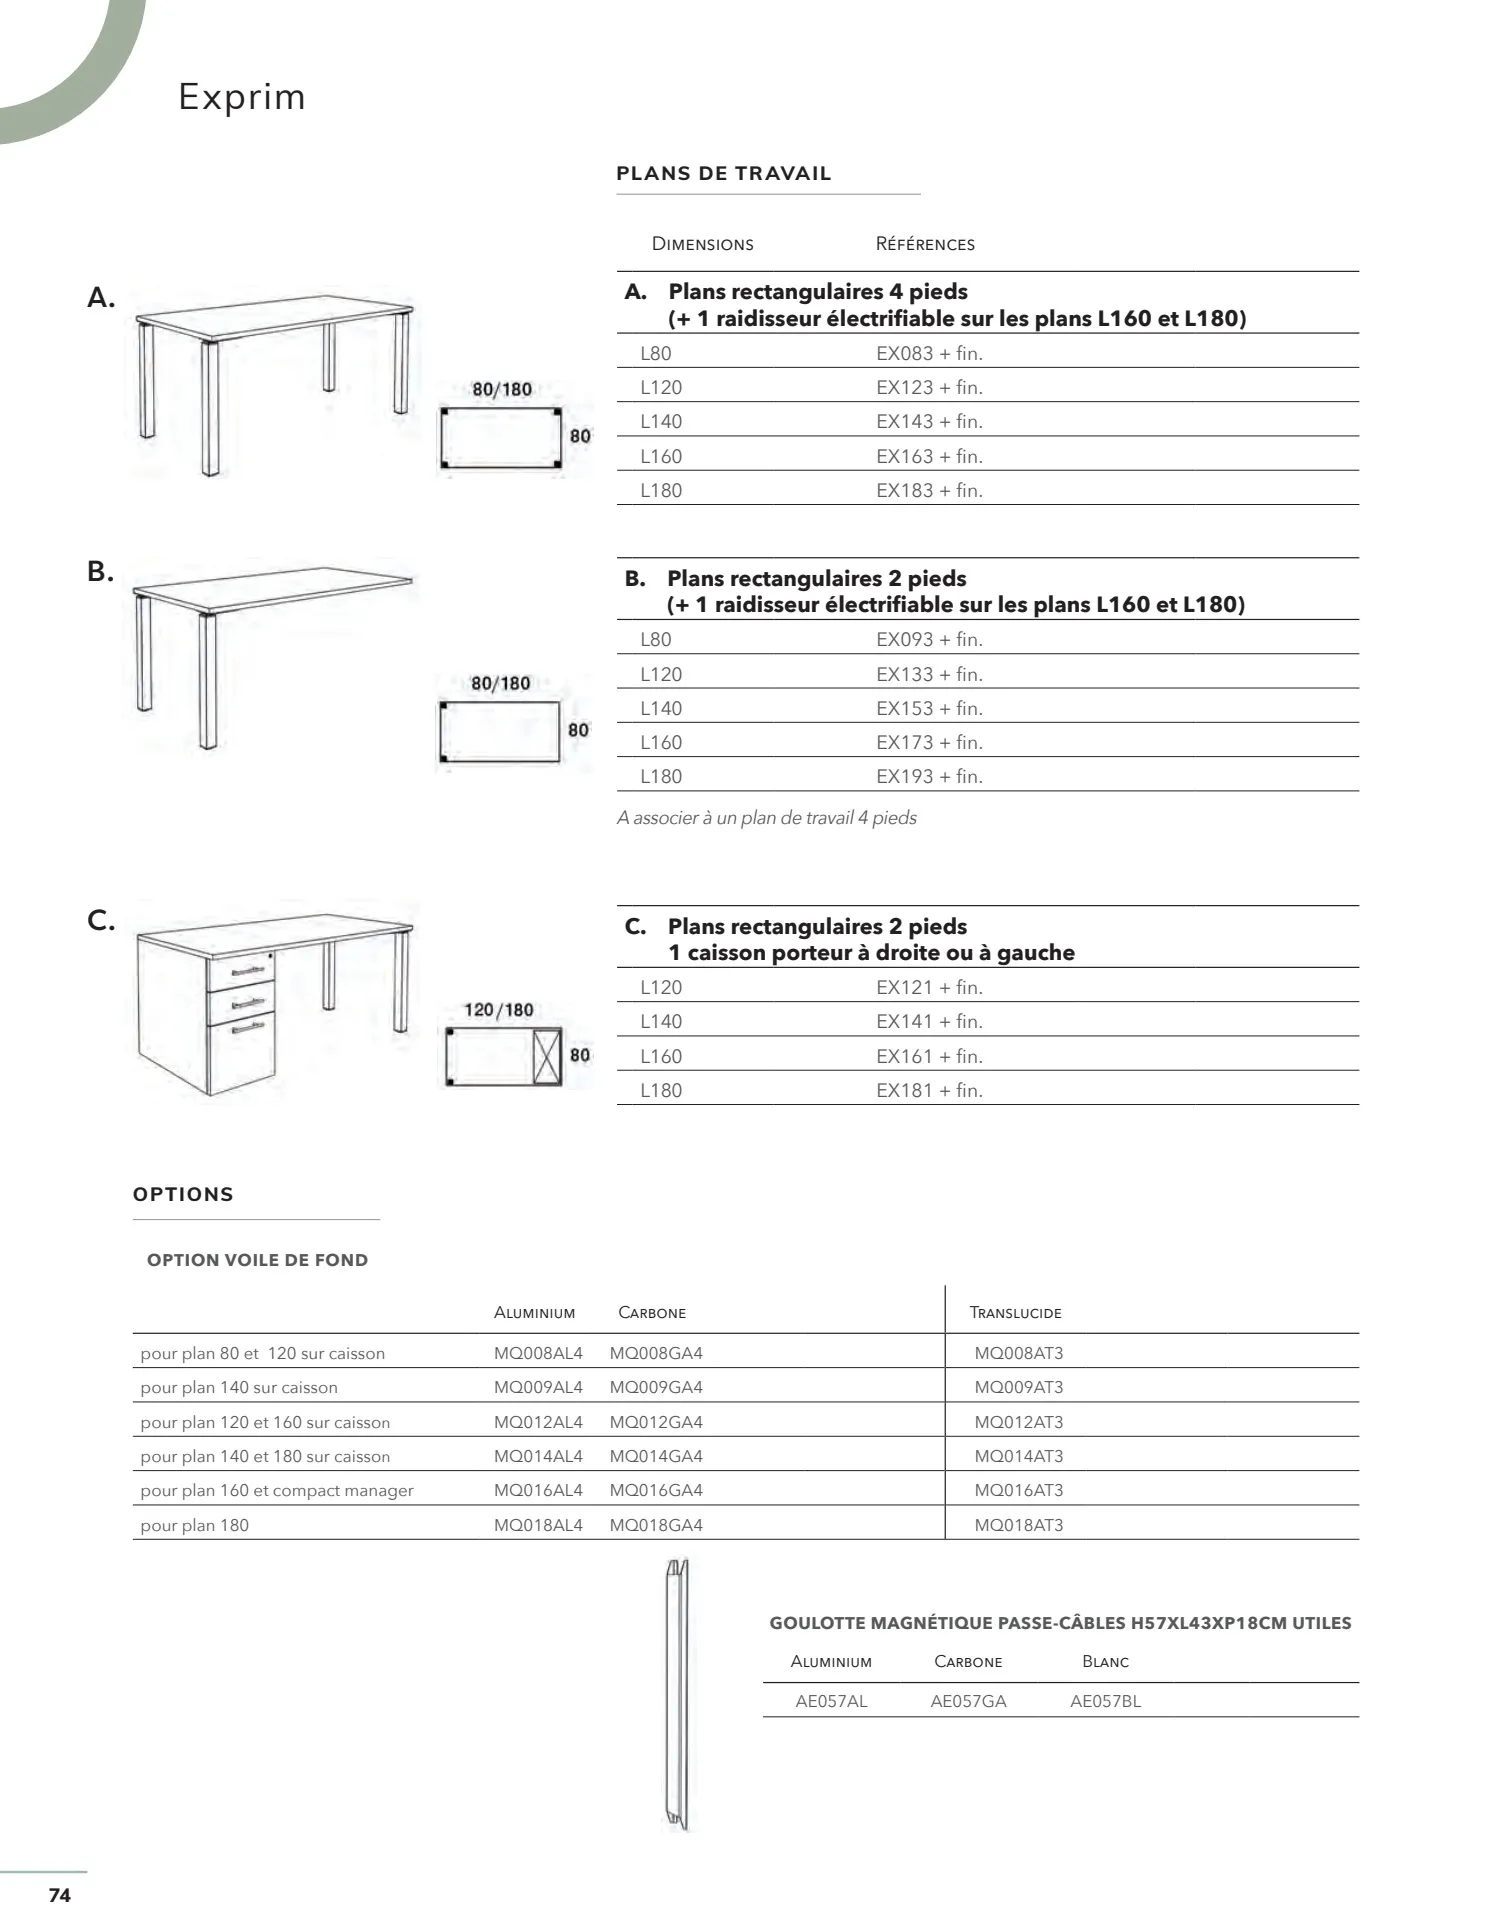 Exprim
PLANS DE TRAVAIL
Dimensions Références
A.
A. Plans rectangulaires 4 pieds
(+ 1 raidisseur électrifiable sur les plans L160 et L180)
L80 EX083 + fin.
L120 EX123 + fin.
L140 EX143 + fin.
L160 EX163 + fin.
L180 EX183 + fin.
80/180
80
B.
B. Plans rectangulaires 2 pieds
(+ 1 raidisseur électrifiable sur les plans L160 et L180)
L80 EX093 + fin.
L120 EX133 + fin.
L140 EX153 + fin.
L160 EX173 + fin.
L180 EX193 + fin.
80/180
80
A associer à un plan de travail 4 pieds
C.
C. Plans rectangulaires 2 pieds
1 caisson porteur à droite ou à gauche
L120 EX121 + fin.
L140 EX141 + fin.
L160 EX161 + fin.
L180 EX181 + fin.
120/180
80
OPTIONS
OPTION VOILE DE FOND
Aluminium Carbone Translucide
pour plan 80 et 120 sur caisson MQ008AL4 MQ008GA4 MQ008AT3
pour plan 140 sur caisson MQ009AL4 MQ009GA4 MQ009AT3
pour plan 120 et 160 sur caisson MQ012AL4 MQ012GA4 MQ012AT3
pour plan 140 et 180 sur caisson MQ014AL4 MQ014GA4 MQ014AT3
pour plan 160 et compact manager MQ016AL4 MQ016GA4 MQ016AT3
pour plan 180 MQ018AL4 MQ018GA4 MQ018AT3
GOULOTTE MAGNÉTIQUE PASSE-CÂBLES H57XL43XP18CM UTILES
Aluminium Carbone Blanc
AE057AL AE057GA AE057BL
74